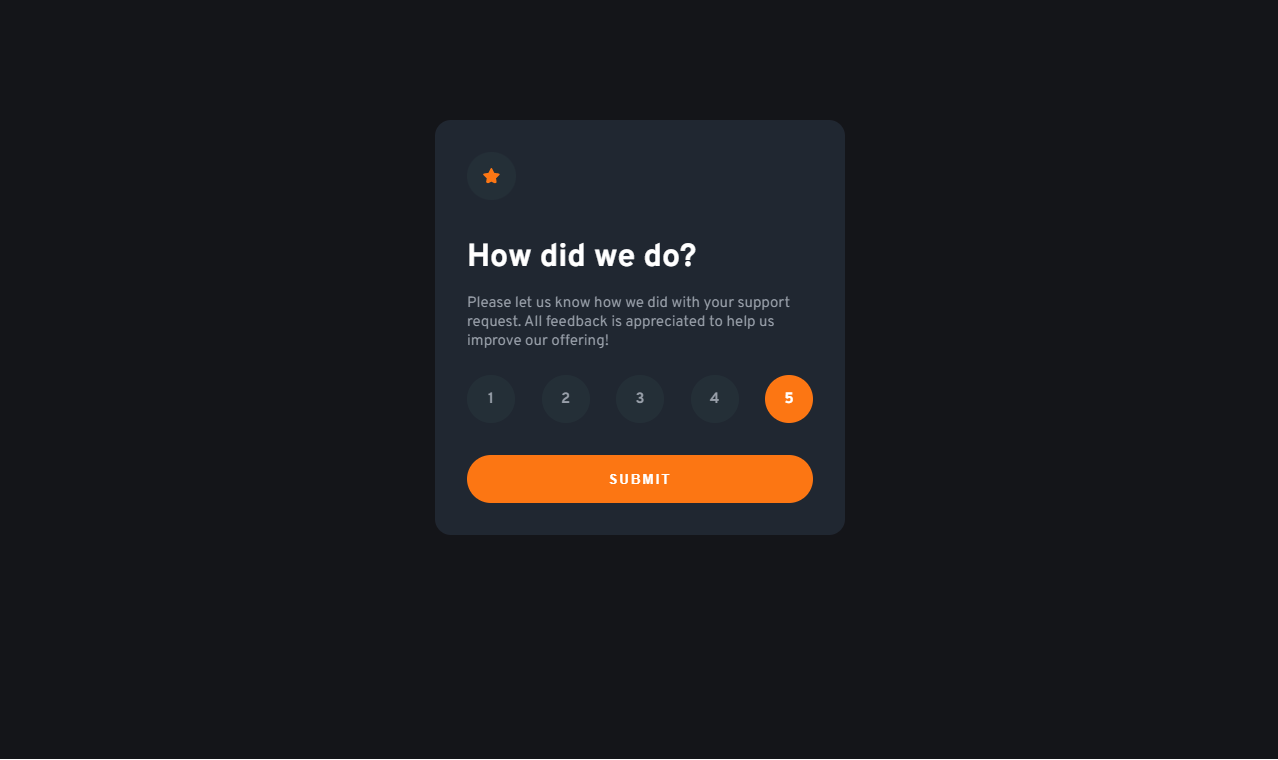 How did we do?
Please let us know how we did with your support
request. All feedback is appreciated to help us
improve our offering!
1 2 3 4 5
SUBMIT